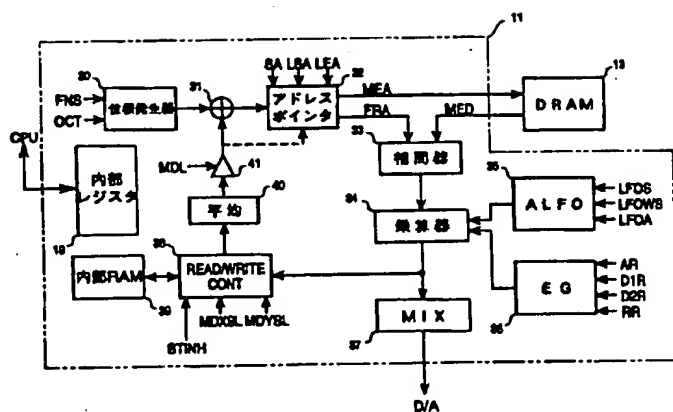 11
SA LSA LEA
20
31
32
13
FNS
OCT
位相発生器
アドレス
ポインタ
MEA
FRA
MED
DRAM
CPU
33
補間器
MDL
41
内部
レジスタ
19
40
平均
34
乗算器
35
ALFO
LFOS
LFOWS
LFOA
38
READ/WRITE
CONT
内部RAM
39
EG
36
AR
D1R
D2R
RR
MIX
37
STINH
MDXSL
MDYSL
D/A